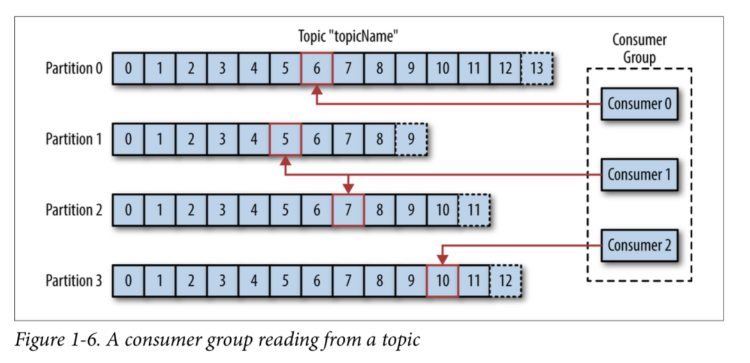 Topic "topicName"
Consumer
Group
Partition 0 0 1 2 3 4 5 6 7 8 9 10 11 12 13
Consumer 0
Partition 1 0 1 2 3 4 5 6 7 8 9
Consumer 1
Partition 2 0 1 2 3 4 5 6 7 8 9 10 11
Consumer 2
Partition 3 0 1 2 3 4 5 6 7 8 9 10 11 12
Figure 1-6. A consumer group reading from a topic